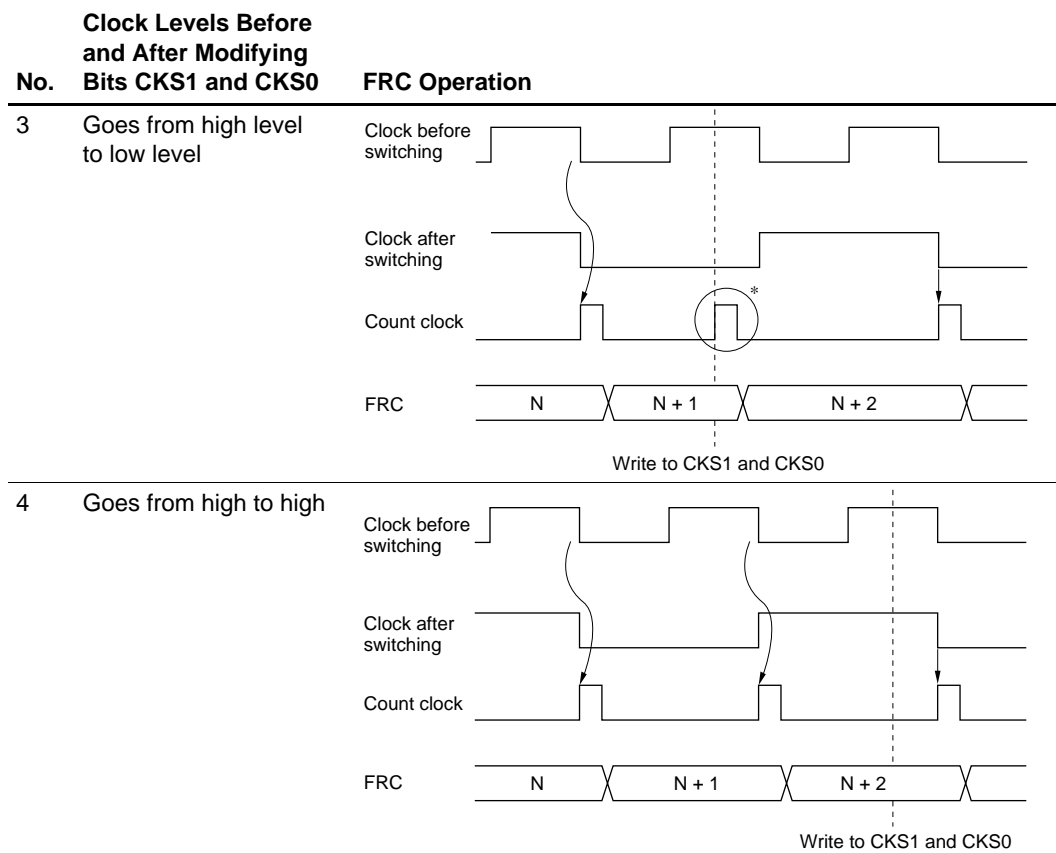 Clock Levels Before
and After Modifying
No. Bits CKS1 and CKS0 FRC Operation
3 Goes from high level
to low level
Clock before
switching
Clock after
switching
*
Count clock
FRC N N + 1 N + 2
Write to CKS1 and CKS0
4 Goes from high to high
Clock before
switching
Clock after
switching
Count clock
FRC N N + 1 N + 2
Write to CKS1 and CKS0